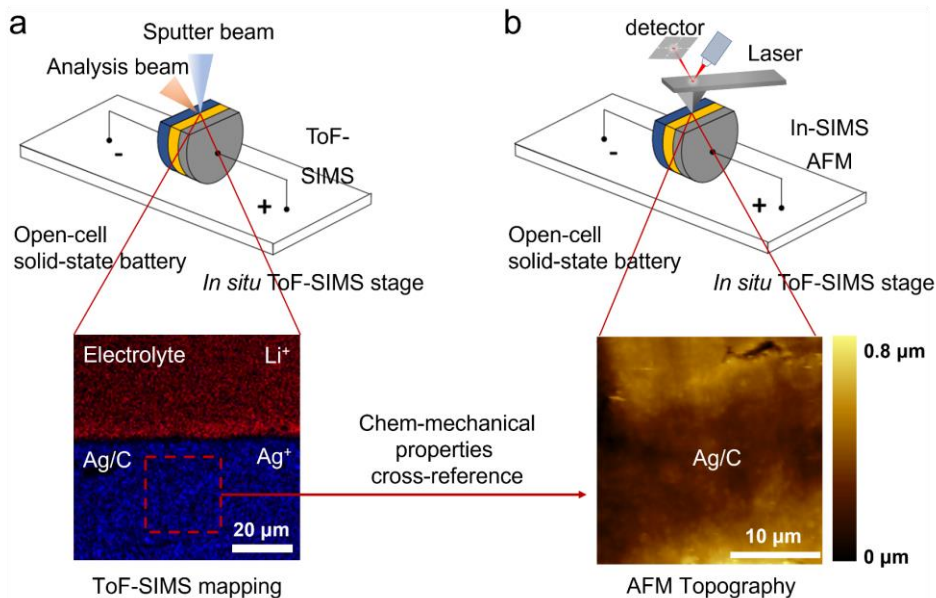 a
Sputter beam
Analysis beam
ToF-
SIMS
-
+
Open-cell
solid-state battery
In situ ToF-SIMS stage
Electrolyte
Li⁺
Ag/C
Ag⁺
20 µm
ToF-SIMS mapping
Chem-mechanical
properties
cross-reference
b
detector
Laser
In-SIMS
AFM
-
+
Open-cell
solid-state battery
In situ ToF-SIMS stage
Ag/C
10 µm
0.8 µm
0 µm
AFM Topography